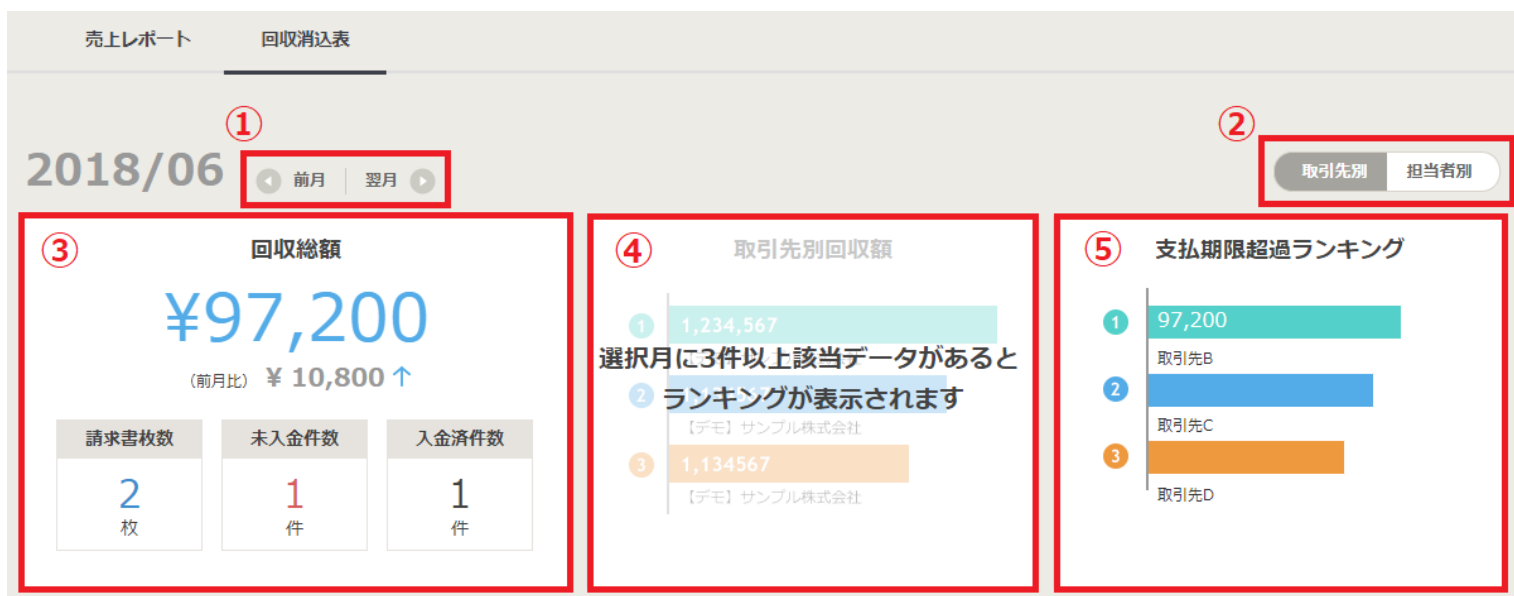 売上レポート 回収消込表
①
②
2018/06 前月 翌月
取引先別 担当者別
③ 回収総額
¥97,200
(前月比) ¥ 10,800 ↑
請求書枚数 未入金件数 入金済件数
2 1 1
枚 件 件
④ 取引先別回収額
1 1,234,567
選択月に3件以上該当データがあると
2
ランキングが表示されます
【デモ】サンプル株式会社
3 1,134567
【デモ】サンプル株式会社
⑤ 支払期限超過ランキング
1 97,200
取引先B
2
取引先C
3
取引先D